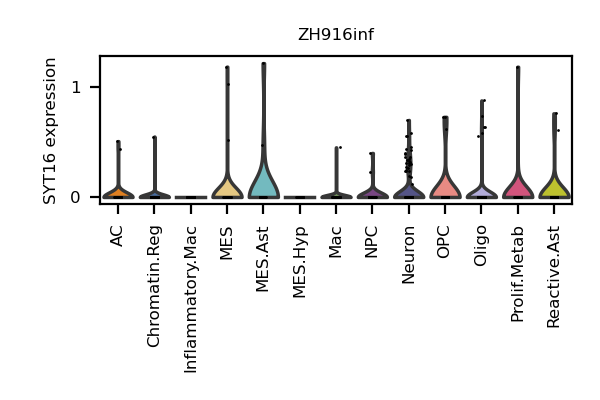 ZH916inf
SYT16 expression
1
0
AC
Chromatin.Reg
Inflammatory.Mac
MES
MES.Ast
MES.Hyp
Mac
NPC
Neuron
OPC
Oligo
Prolif.Metab
Reactive.Ast